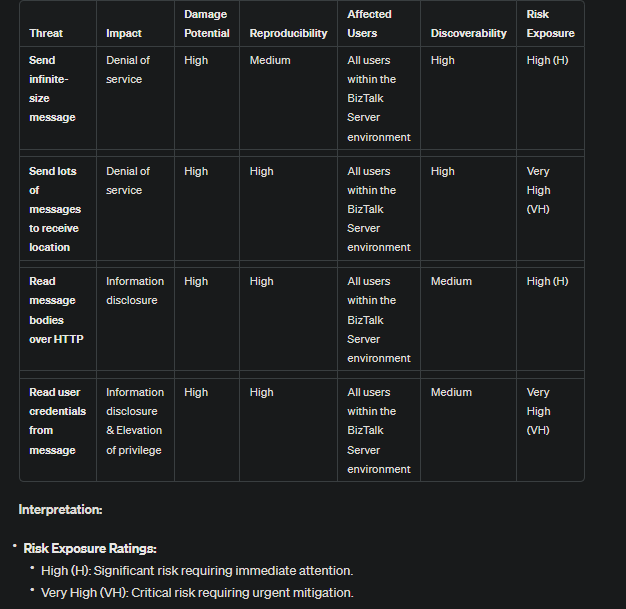 Threat Impact Damage Potential Reproducibility Affected Users Discoverability Risk Exposure
Send infinite-size message Denial of service High Medium All users within the BizTalk Server environment High High (H)
Send lots of messages to receive location Denial of service High High All users within the BizTalk Server environment High Very High (VH)
Read message bodies over HTTP Information disclosure High High All users within the BizTalk Server environment Medium High (H)
Read user credentials from message Information disclosure & Elevation of privilege High High All users within the BizTalk Server environment Medium Very High (VH)
Interpretation:
• Risk Exposure Ratings:
• High (H): Significant risk requiring immediate attention.
• Very High (VH): Critical risk requiring urgent mitigation.